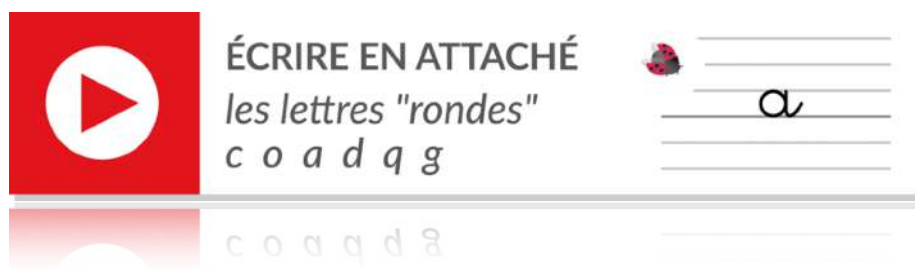 ÉCRIRE EN ATTACHÉ
les lettres "rondes"
c o a d q g
a